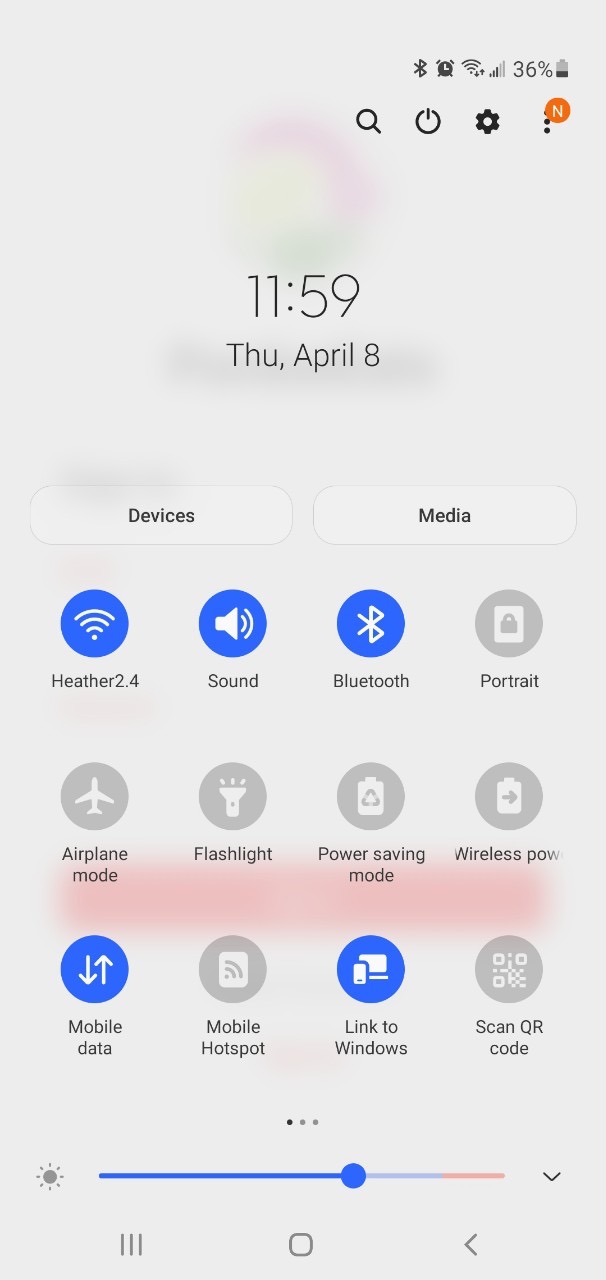 36%
N
11:59
Thu, April 8
Devices
Media
Heather2.4
Sound
Bluetooth
Portrait
Airplane
mode
Flashlight
Power saving
mode
Wireless pow
Mobile
data
Mobile
Hotspot
Link to
Windows
Scan QR
code